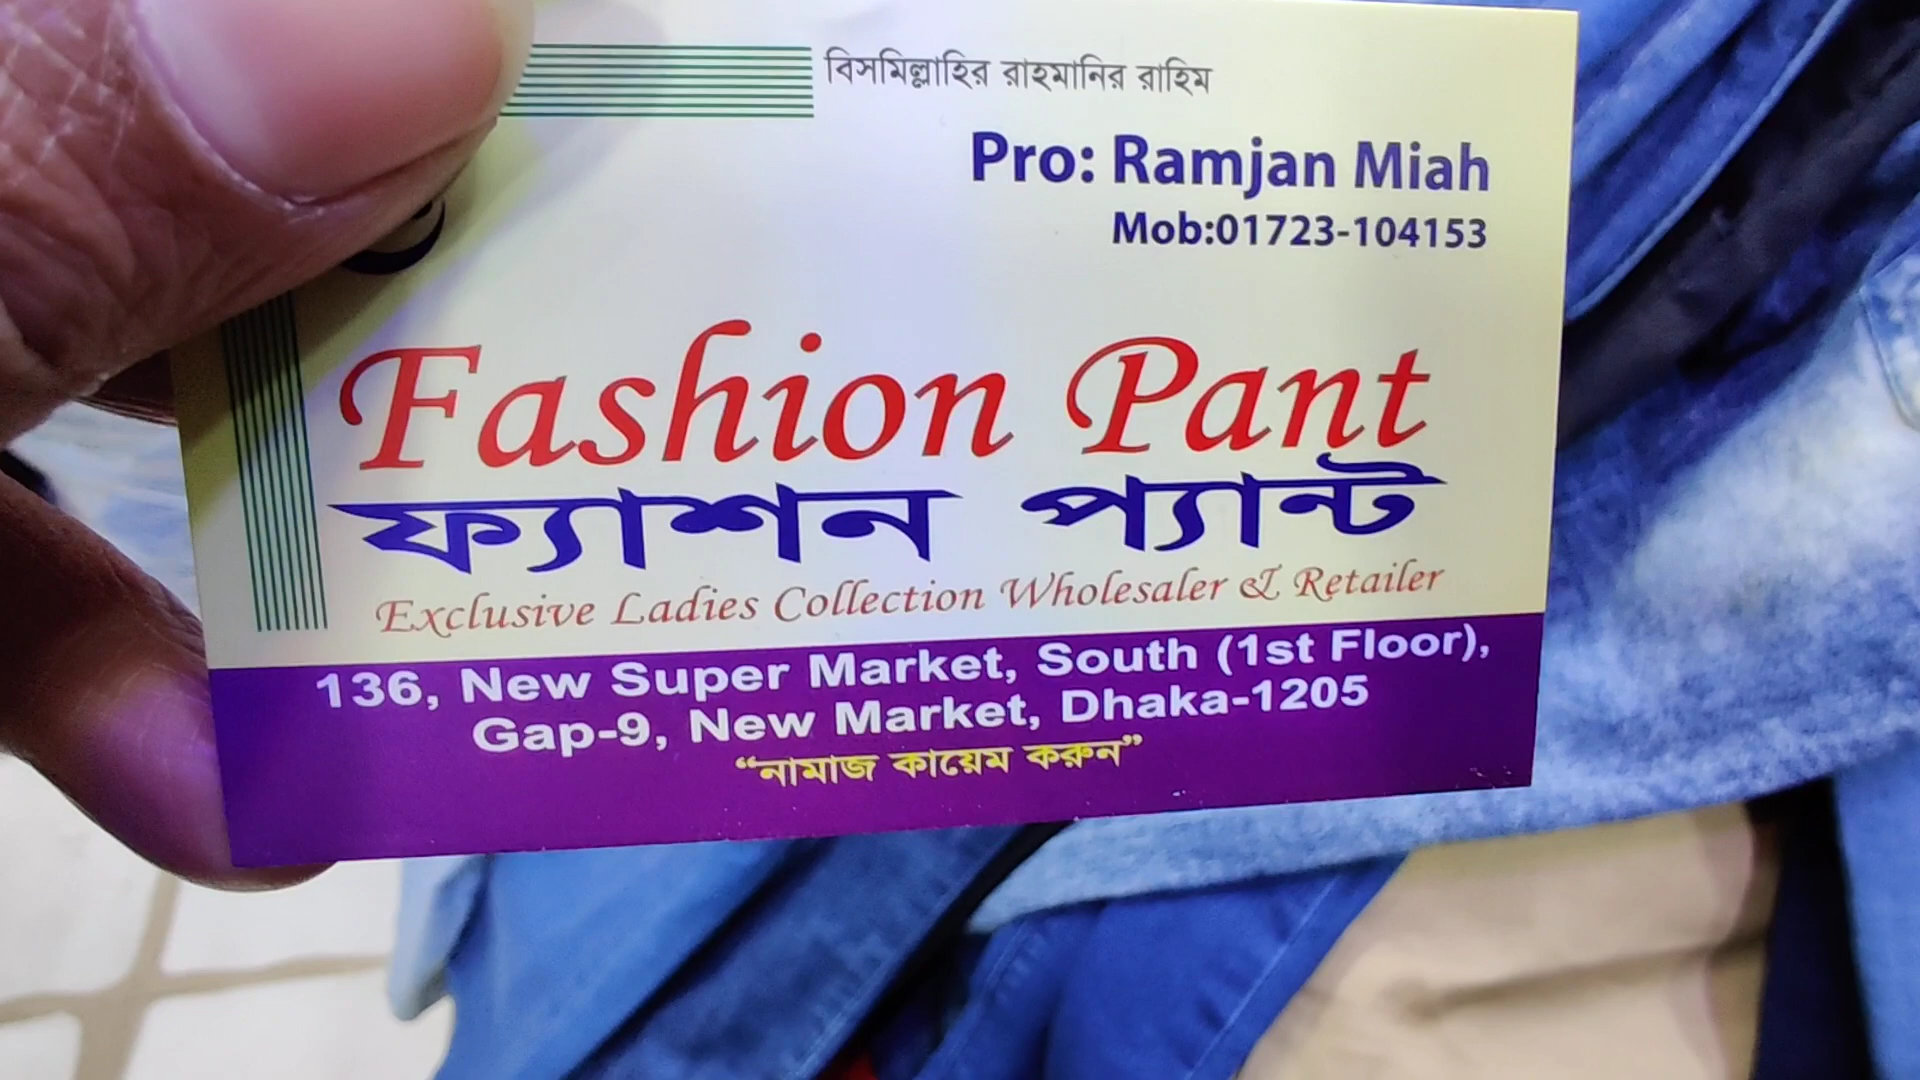 বিসমিল্লাহির রাহমানির রাহিম
Pro: Ramjan Miah
Mob:01723-104153
Fashion Pant
ফ্যাশন প্যান্ট
Exclusive Ladies Collection Wholesaler & Retailer
136, New Super Market, South (1st Floor),
Gap-9, New Market, Dhaka-1205
“নামাজ কায়েম করুন”